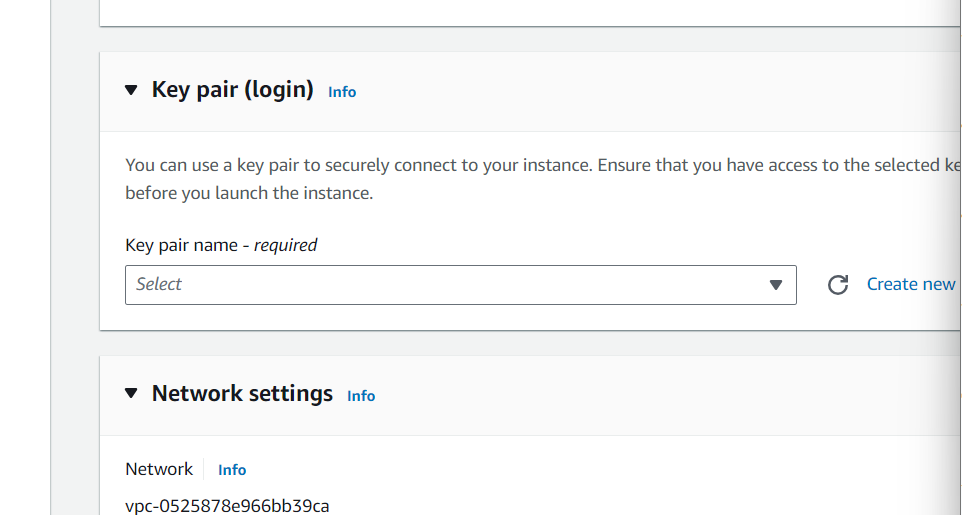 Key pair (login) Info
You can use a key pair to securely connect to your instance. Ensure that you have access to the selected
before you launch the instance.
Key pair name - required
Select
Create new
Network settings Info
Network Info
vpc-0525878e966bb39ca